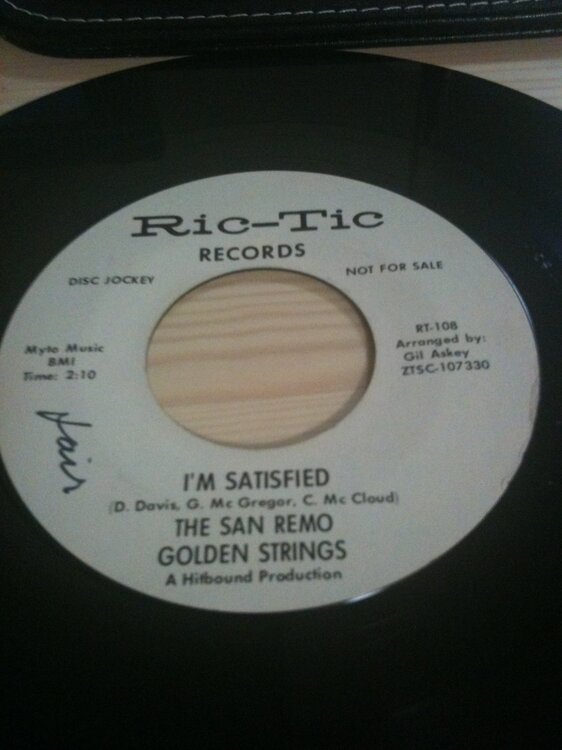 Ric-Tic
RECORDS
DISC JOCKEY
NOT FOR SALE
Myto Music
BMI
Time: 2:10
RT-108
Arranged by:
Gil Askey
ZTSC-107330
fair
I'M SATISFIED
(D. Davis, G. Mc Gregor, C. Mc Cloud)
THE SAN REMO
GOLDEN STRINGS
A Hitbound Production